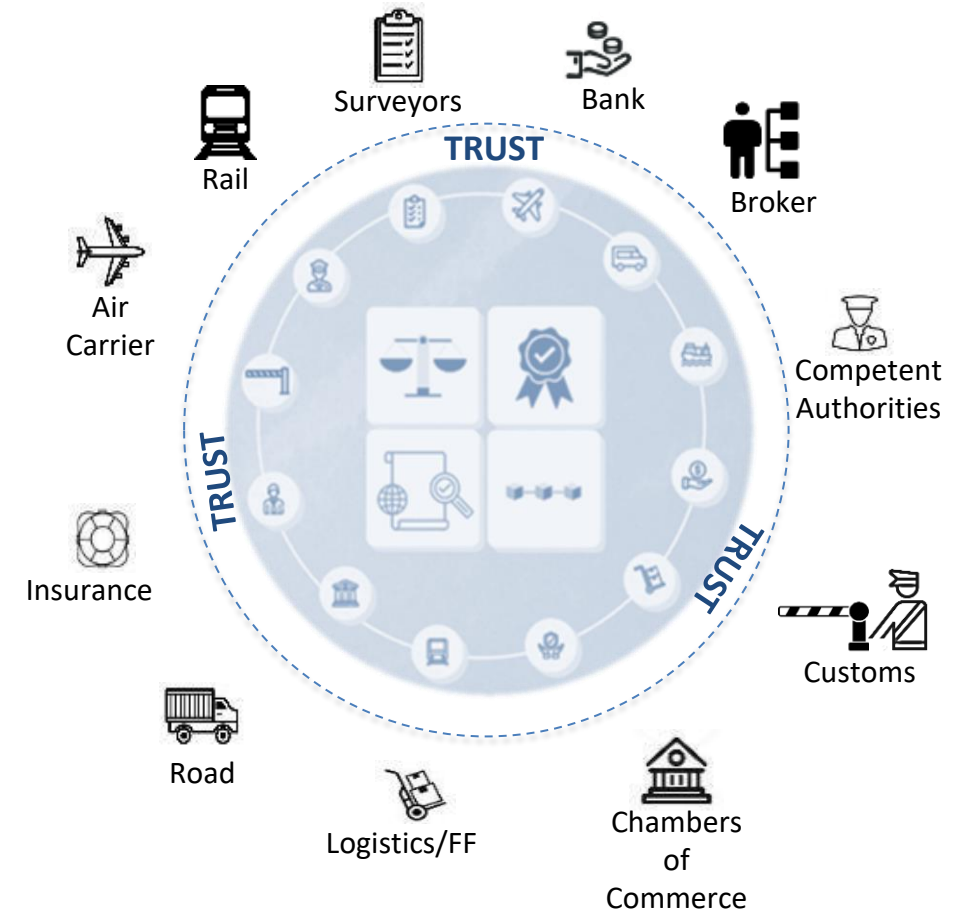 Surveyors
Bank
TRUST
Rail
Broker
Air
Carrier
Competent
Authorities
TRUST
TRUST
Insurance
Customs
Road
Logistics/FF
Chambers
of
Commerce